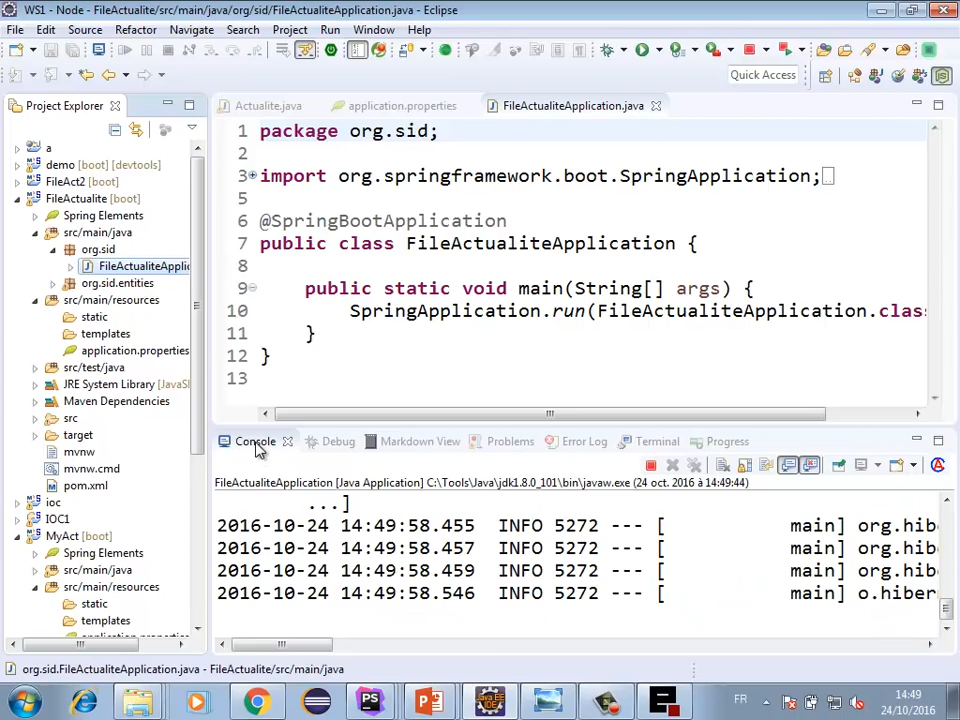 WS1 - Node - FileActualite/src/main/java/org/sid/FileActualiteApplication.java - Eclipse
File Edit Source Refactor Navigate Search Project Run Window Help
Quick Access
Project Explorer
a
demo [boot] [devtools]
FileAct2 [boot]
FileActualite [boot]
Spring Elements
src/main/java
org.sid
FileActualiteApplic
org.sid.entities
src/main/resources
static
templates
application.properties
src/test/java
JRE System Library [JavaSE
Maven Dependencies
src
target
mvnw
mvnw.cmd
pom.xml
ioc
IOC1
MyAct [boot]
Spring Elements
src/main/java
src/main/resources
static
templates
application.properties
Actualite.java application.properties FileActualiteApplication.java
1 package org.sid;
2
3 import org.springframework.boot.SpringApplication;
5
6 @SpringBootApplication
7 public class FileActualiteApplication {
8
9 public static void main(String[] args) {
10 SpringApplication.run(FileActualiteApplication.clas
11 }
12 }
13
Console Debug Markdown View Problems Error Log Terminal Progress
FileActualiteApplication [Java Application] C:\Tools\Java\jdk1.8.0_101\bin\javaw.exe (24 oct. 2016 à 14:49:44)
...]
2016-10-24 14:49:58.455 INFO 5272 --- [ main] org.hibe
2016-10-24 14:49:58.457 INFO 5272 --- [ main] org.hibe
2016-10-24 14:49:58.459 INFO 5272 --- [ main] org.hibe
2016-10-24 14:49:58.546 INFO 5272 --- [ main] o.hibern
org.sid.FileActualiteApplication.java - FileActualite/src/main/java
FR
14:49
24/10/2016